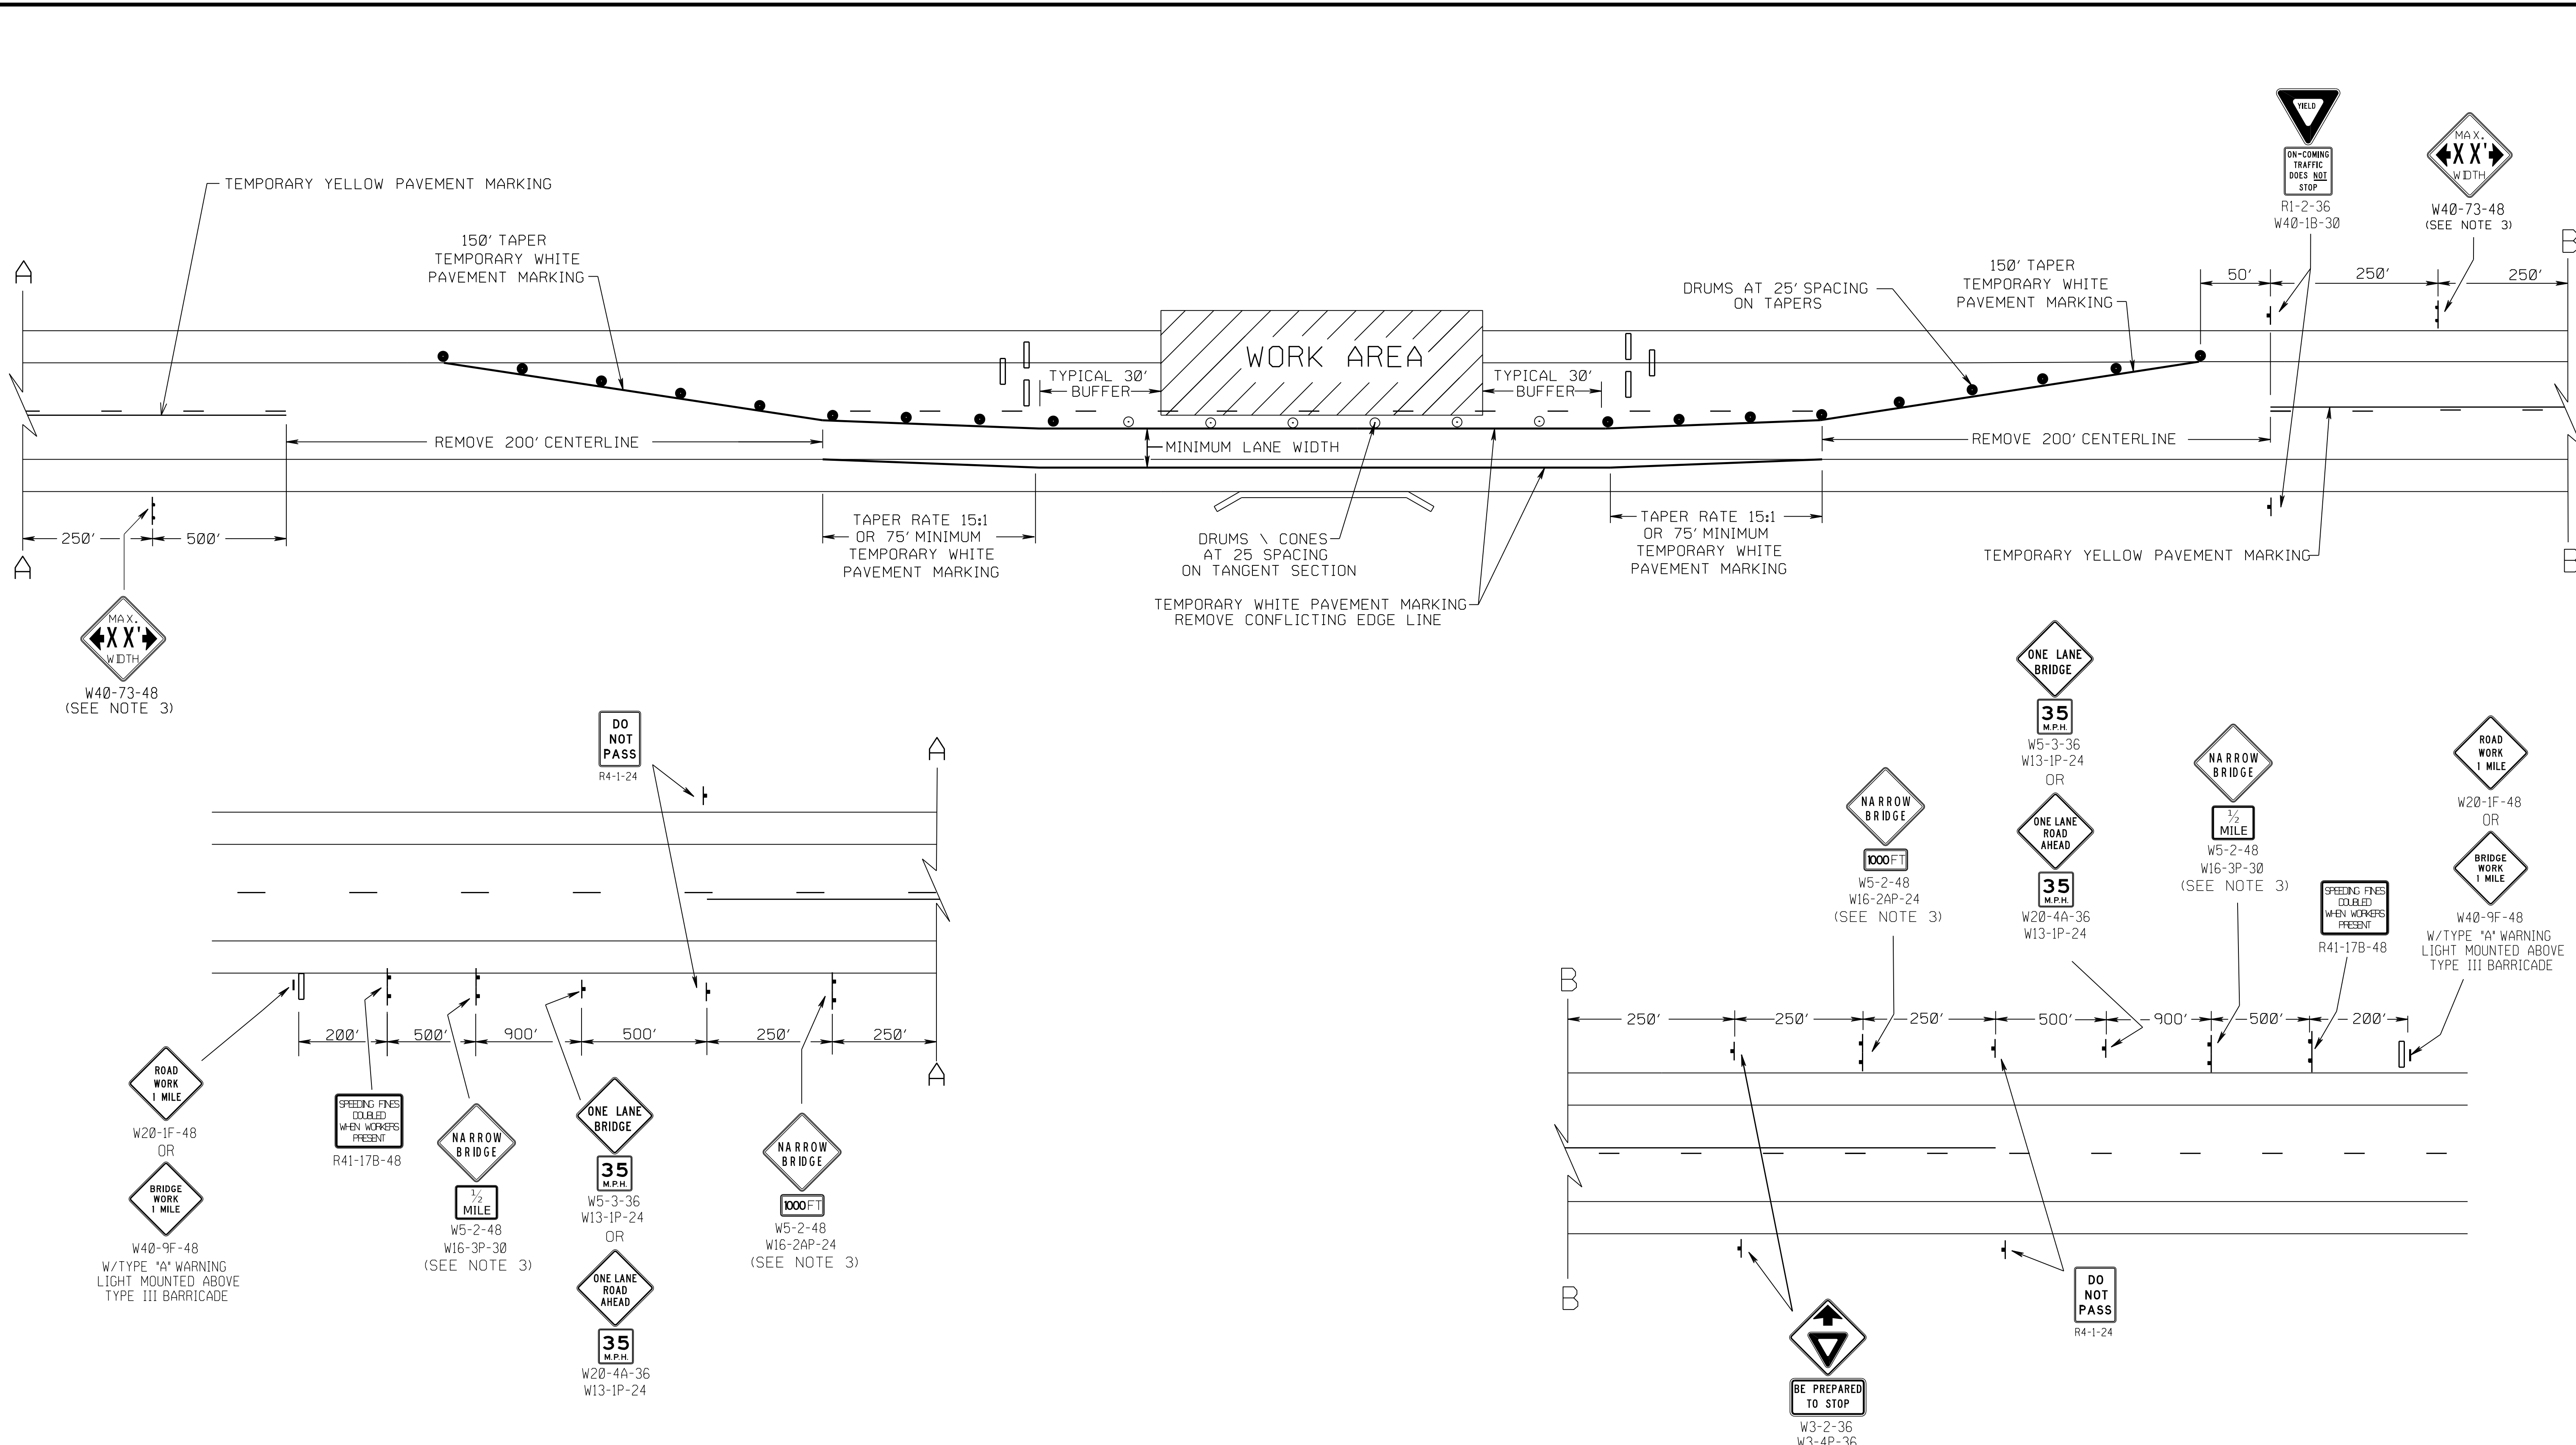 YIELD
ON-COMING
TRAFFIC
DOES NOT
STOP
R1-2-36
W40-1B-30
MAX.
XX'
WIDTH
W40-73-48
(SEE NOTE 3)
TEMPORARY YELLOW PAVEMENT MARKING
150' TAPER
TEMPORARY WHITE
PAVEMENT MARKING
A
DRUMS AT 25' SPACING
ON TAPERS
150' TAPER
TEMPORARY WHITE
PAVEMENT MARKING
50'
250'
250'
B
WORK AREA
TYPICAL 30'
BUFFER
TYPICAL 30'
BUFFER
REMOVE 200' CENTERLINE
MINIMUM LANE WIDTH
REMOVE 200' CENTERLINE
250'
500'
A
TAPER RATE 15:1
OR 75' MINIMUM
TEMPORARY WHITE
PAVEMENT MARKING
DRUMS \ CONES
AT 25 SPACING
ON TANGENT SECTION
TAPER RATE 15:1
OR 75' MINIMUM
TEMPORARY WHITE
PAVEMENT MARKING
TEMPORARY YELLOW PAVEMENT MARKING
B
TEMPORARY WHITE PAVEMENT MARKING
REMOVE CONFLICTING EDGE LINE
MAX.
XX'
WIDTH
W40-73-48
(SEE NOTE 3)
DO
NOT
PASS
R4-1-24
A
200'
500'
900'
500'
250'
250'
A
ROAD
WORK
1 MILE
W20-1F-48
OR
BRIDGE
WORK
1 MILE
W40-9F-48
W/TYPE "A" WARNING
LIGHT MOUNTED ABOVE
TYPE III BARRICADE
SPEEDING FINES
DOUBLED
WHEN WORKERS
PRESENT
R41-17B-48
NARROW
BRIDGE
1/2
MILE
W5-2-48
W16-3P-30
(SEE NOTE 3)
ONE LANE
BRIDGE
35
M.P.H.
W5-3-36
W13-1P-24
OR
ONE LANE
ROAD
AHEAD
35
M.P.H.
W20-4A-36
W13-1P-24
NARROW
BRIDGE
1000 FT
W5-2-48
W16-2AP-24
(SEE NOTE 3)
NARROW
BRIDGE
1000 FT
W5-2-48
W16-2AP-24
(SEE NOTE 3)
ONE LANE
BRIDGE
35
M.P.H.
W5-3-36
W13-1P-24
OR
ONE LANE
ROAD
AHEAD
35
M.P.H.
W20-4A-36
W13-1P-24
NARROW
BRIDGE
1/2
MILE
W5-2-48
W16-3P-30
(SEE NOTE 3)
SPEEDING FINES
DOUBLED
WHEN WORKERS
PRESENT
R41-17B-48
ROAD
WORK
1 MILE
W20-1F-48
OR
BRIDGE
WORK
1 MILE
W40-9F-48
W/TYPE "A" WARNING
LIGHT MOUNTED ABOVE
TYPE III BARRICADE
B
250'
250'
250'
500'
900'
500'
200'
B
DO
NOT
PASS
R4-1-24
BE PREPARED
TO STOP
W3-2-36
W3-4P-36